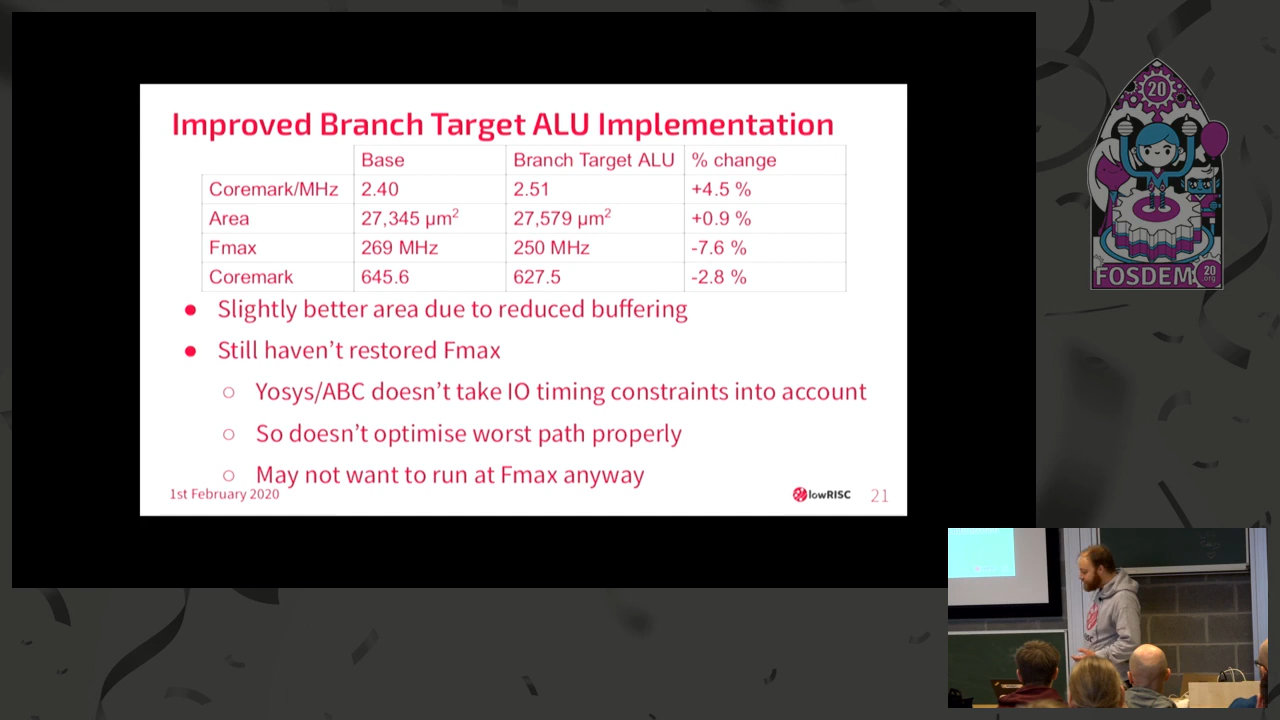 Improved Branch Target ALU Implementation
Base Branch Target ALU % change
Coremark/MHz 2.40 2.51 +4.5 %
Area 27,345 µm² 27,579 µm² +0.9 %
Fmax 269 MHz 250 MHz -7.6 %
Coremark 645.6 627.5 -2.8 %
● Slightly better area due to reduced buffering
● Still haven't restored Fmax
○ Yosys/ABC doesn't take IO timing constraints into account
○ So doesn't optimise worst path properly
○ May not want to run at Fmax anyway
1st February 2020
lowRISC 21
20
FOSDEM 20
.org